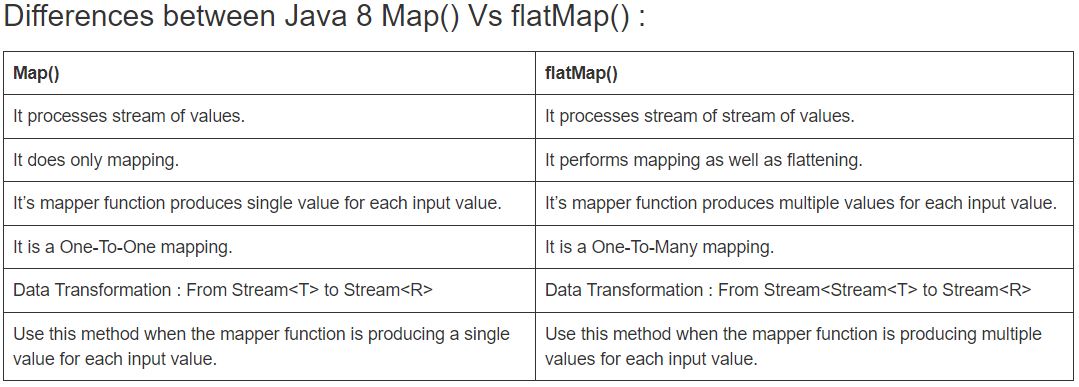 Differences between Java 8 Map() Vs flatMap() :
Map()
flatMap()
It processes stream of values.
It processes stream of stream of values.
It does only mapping.
It performs mapping as well as flattening.
It’s mapper function produces single value for each input value.
It’s mapper function produces multiple values for each input value.
It is a One-To-One mapping.
It is a One-To-Many mapping.
Data Transformation : From Stream<T> to Stream<R>
Data Transformation : From Stream<Stream<T> to Stream<R>
Use this method when the mapper function is producing a single
value for each input value.
Use this method when the mapper function is producing multiple
values for each input value.